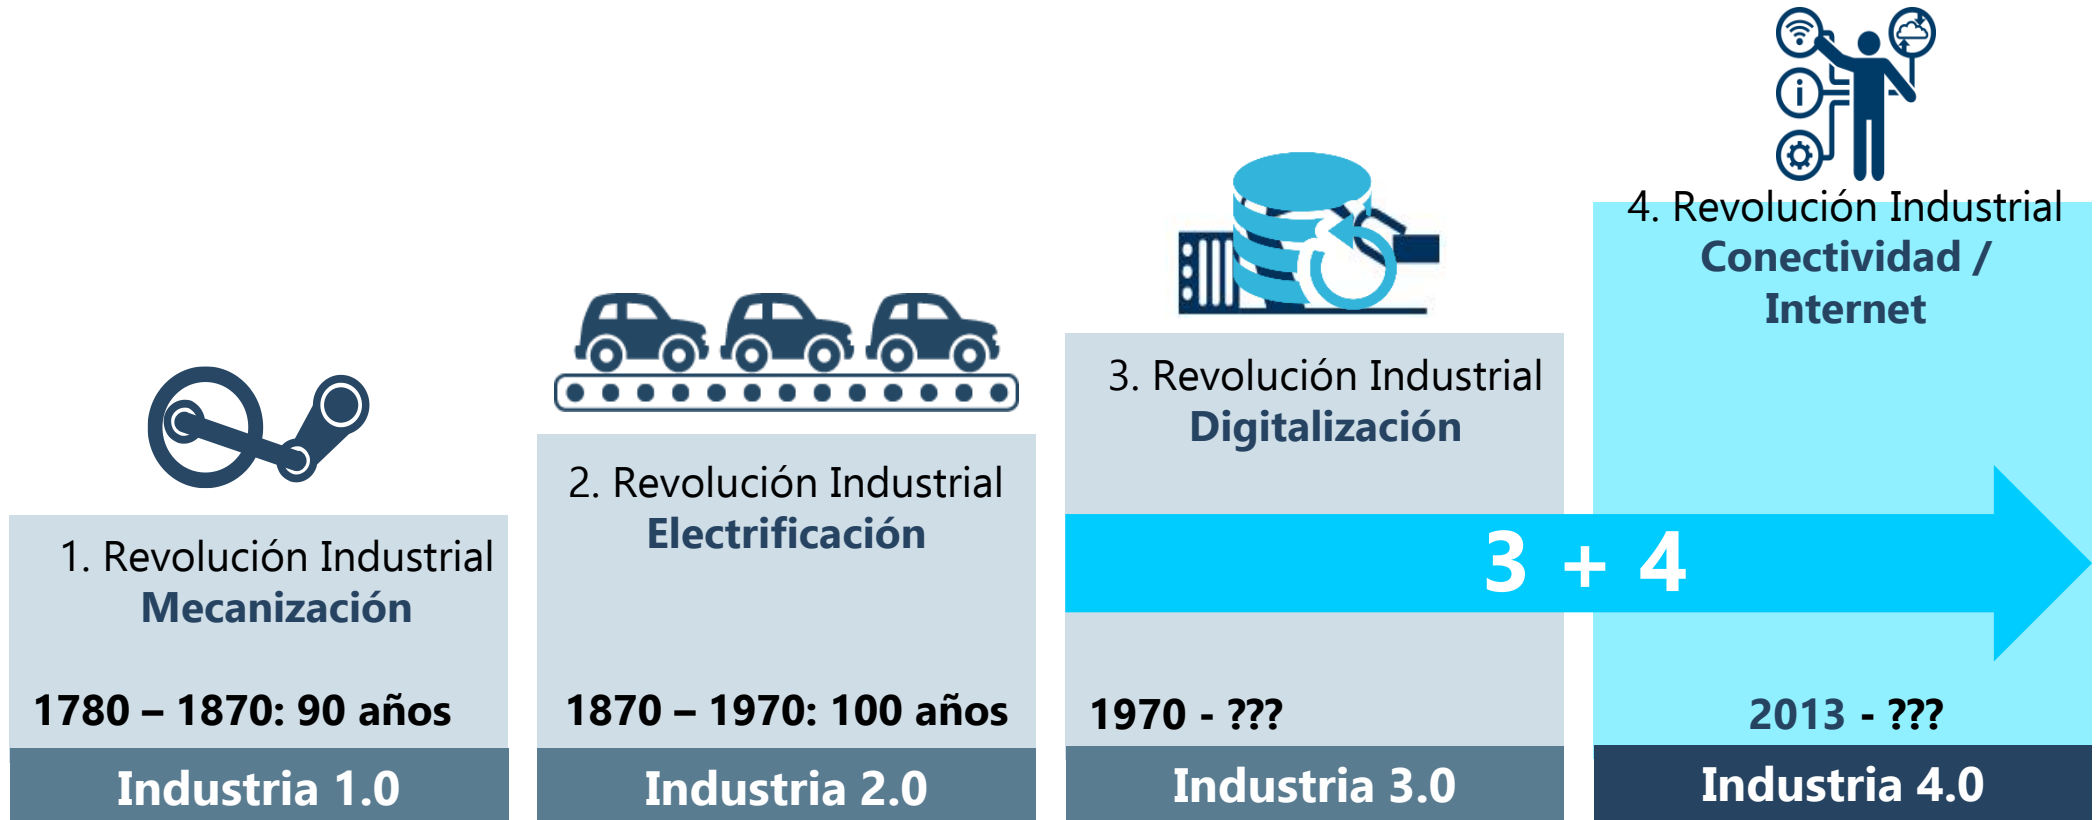 1. Revolución Industrial
Mecanización
1780 – 1870: 90 años
Industria 1.0
2. Revolución Industrial
Electrificación
1870 – 1970: 100 años
Industria 2.0
3. Revolución Industrial
Digitalización
1970 - ???
Industria 3.0
3 + 4
4. Revolución Industrial
Conectividad /
Internet
2013 - ???
Industria 4.0